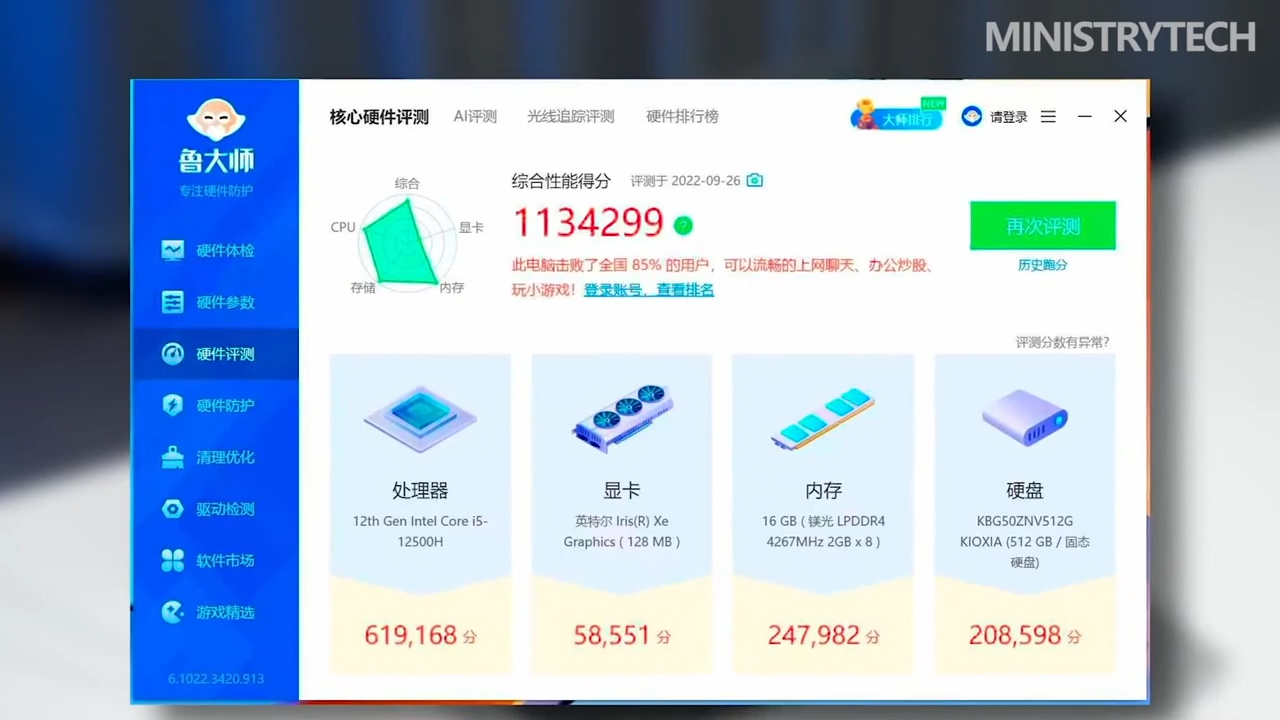 MINISTRYTECH
核心硬件评测 AI评测 光线追踪评测 硬件排行榜 大师排行 NEW 请登录
鲁大师
专注硬件防护
硬件体检
硬件参数
硬件评测
硬件防护
清理优化
驱动检测
软件市场
游戏精选
6.1022.3420.913
综合
CPU
显卡
存储
内存
综合性能得分 评测于 2022-09-26
1134299 ?
此电脑击败了全国 85% 的用户，可以流畅的上网聊天、办公炒股、
玩小游戏！登录账号，查看排名
再次评测
历史跑分
评测分数有异常?
处理器
12th Gen Intel Core i5-
12500H
619,168 分
显卡
英特尔 Iris(R) Xe
Graphics ( 128 MB )
58,551 分
内存
16 GB ( 镁光 LPDDR4
4267MHz 2GB x 8 )
247,982 分
硬盘
KBG50ZNV512G
KIOXIA (512 GB / 固态
硬盘)
208,598 分